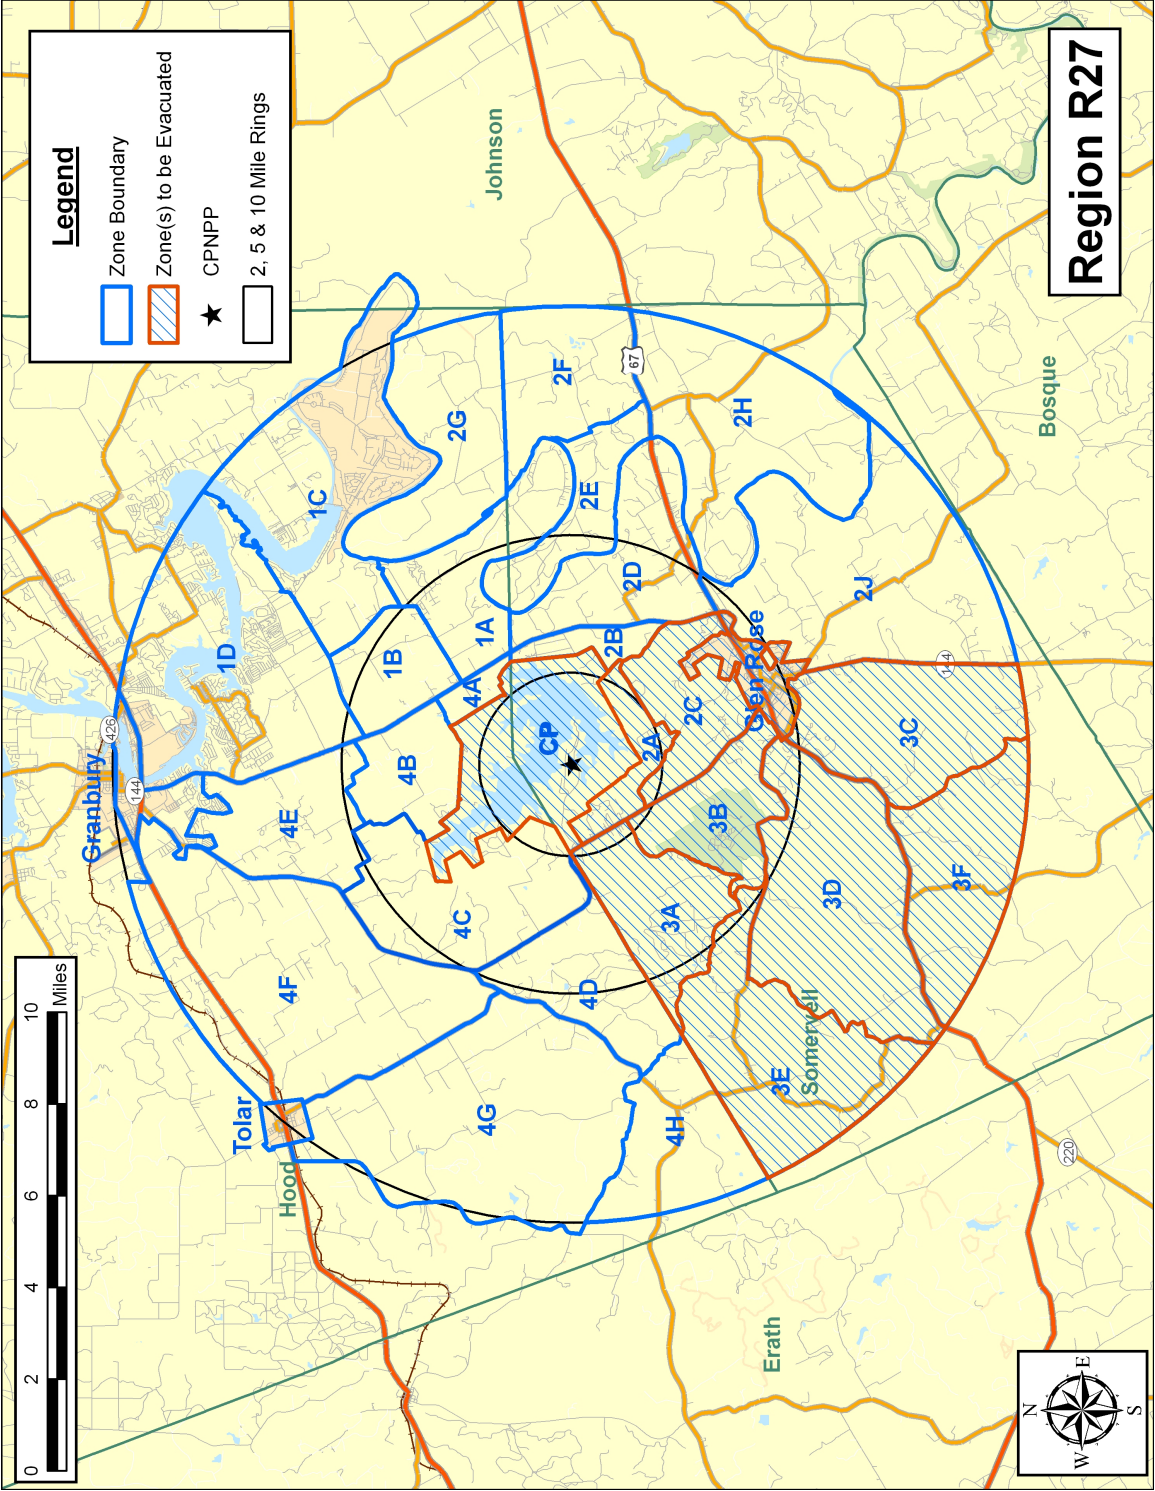 Legend
Zone Boundary
Zone(s) to be Evacuated
CPNPP
2, 5 & 10 Mile Rings
Region R27
0 2 4 6 8 10
Miles
N
W E
S
Granbury
426
144
Tolar
Hood
Johnson
Bosque
Erath
Somervell
Glen Rose
67
144
220
CP
1A
1B
1C
1D
2A
2B
2C
2D
2E
2F
2G
2H
2J
3A
3B
3C
3D
3E
3F
4A
4B
4C
4D
4E
4F
4G
4H